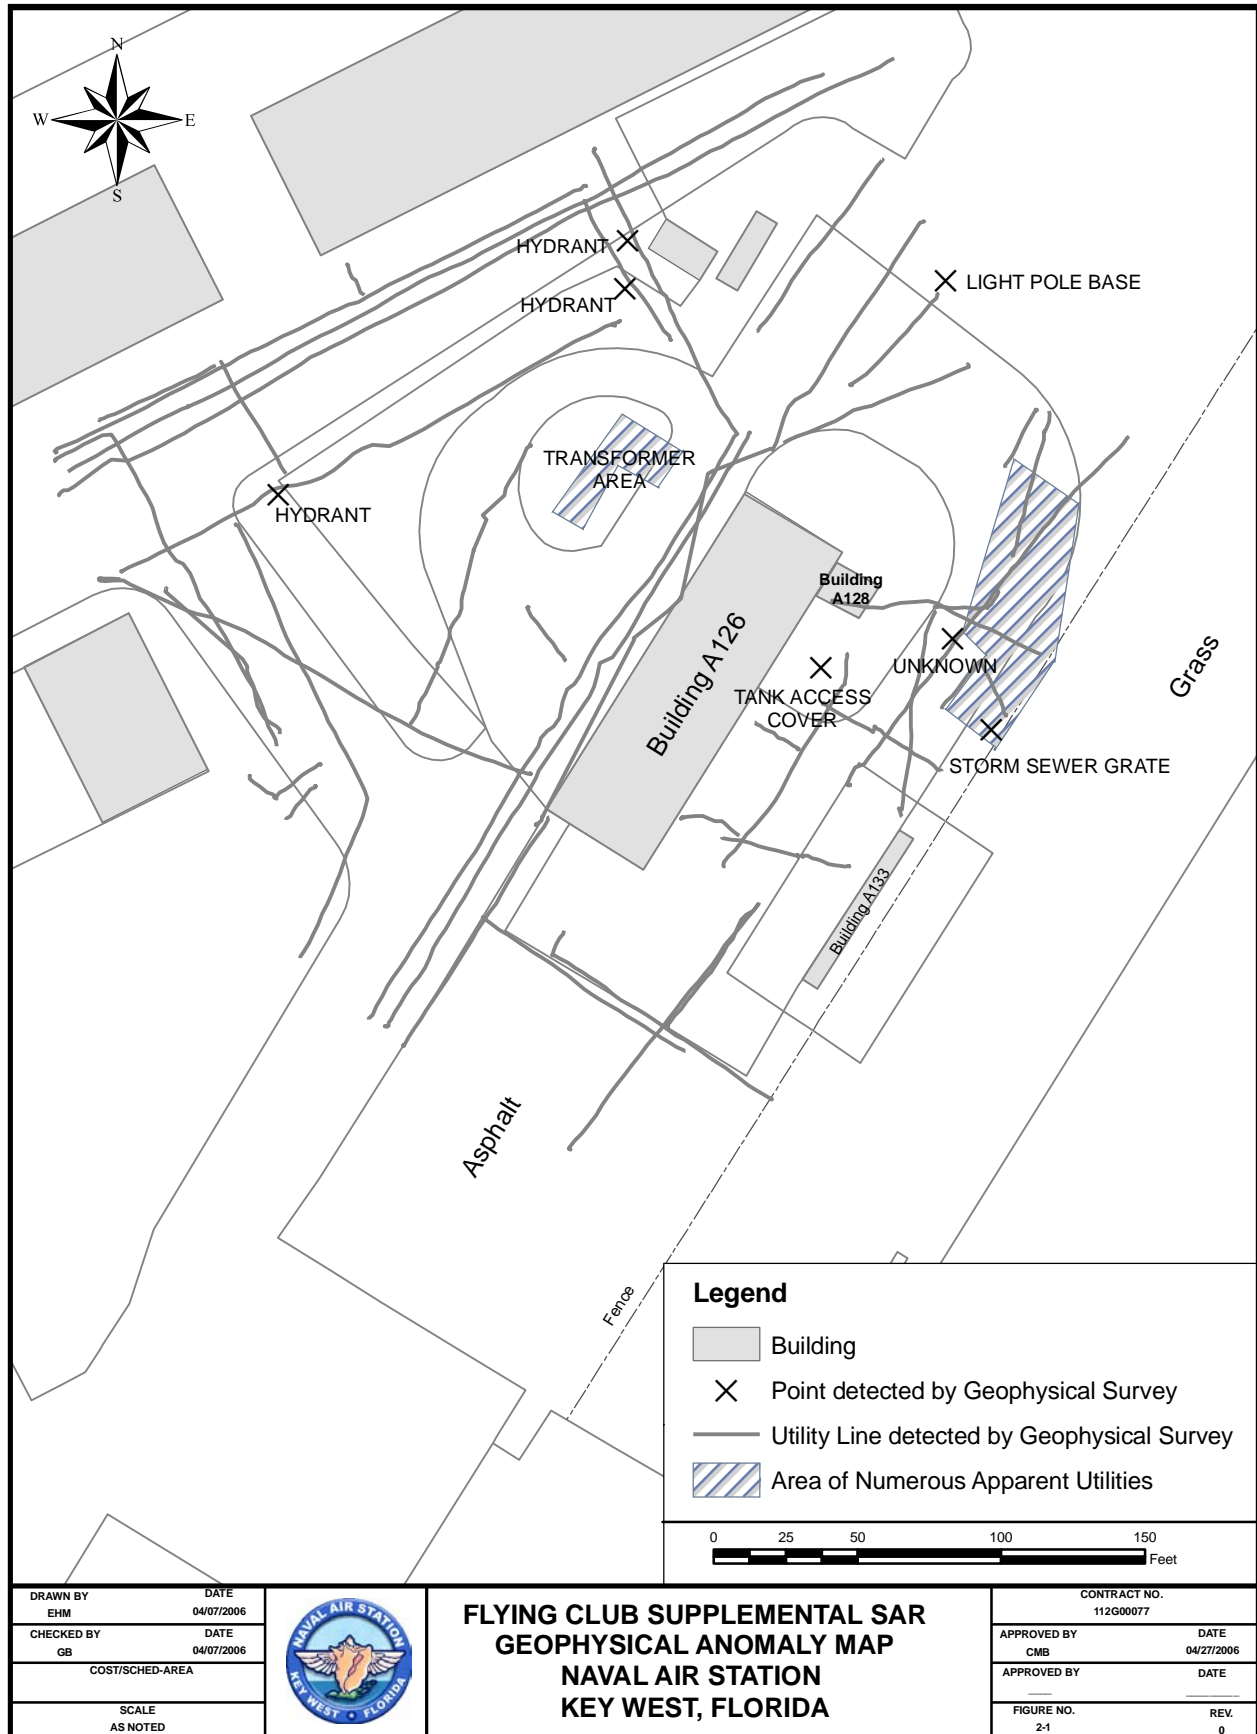 N
W
E
S
HYDRANT
HYDRANT
LIGHT POLE BASE
TRANSFORMER
AREA
HYDRANT
Building
A128
Building A126
UNKNOWN
TANK ACCESS
COVER
Grass
STORM SEWER GRATE
Building A133
Asphalt
Fence
Legend
Building
Point detected by Geophysical Survey
Utility Line detected by Geophysical Survey
Area of Numerous Apparent Utilities
0 25 50 100 150
Feet
DRAWN BY DATE
EHM 04/07/2006
CHECKED BY DATE
GB 04/07/2006
COST/SCHED-AREA
SCALE
AS NOTED
NAVAL AIR STATION
KEY WEST FLORIDA
FLYING CLUB SUPPLEMENTAL SAR
GEOPHYSICAL ANOMALY MAP
NAVAL AIR STATION
KEY WEST, FLORIDA
CONTRACT NO.
112G00077
APPROVED BY DATE
CMB 04/27/2006
APPROVED BY DATE
FIGURE NO. REV.
2-1 0